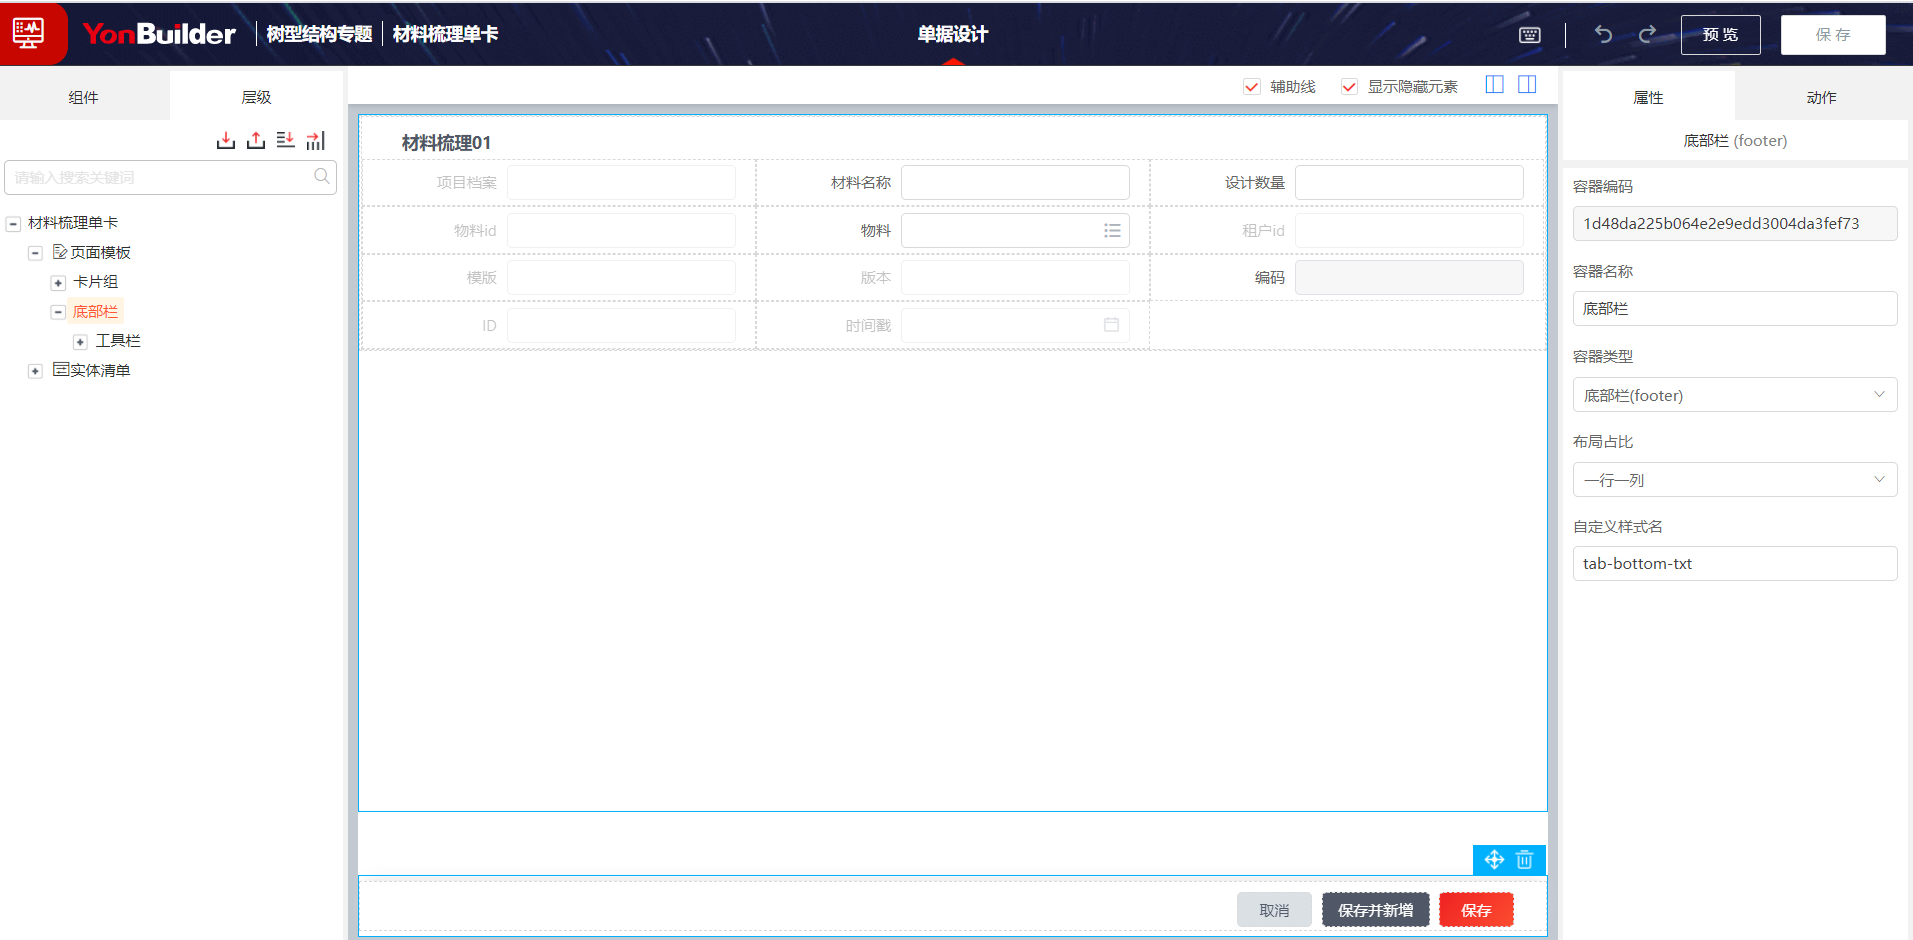 YonBuilder 树型结构专题 材料梳理单卡 单据设计 预览 保存
组件 层级 辅助线 显示隐藏元素 属性 动作
底部栏 (footer)
请输入搜索关键词
材料梳理单卡
页面模板
卡片组
底部栏
工具栏
实体清单
材料梳理01
项目档案 材料名称 设计数量
物料id 物料 租户id
模版 版本 编码
ID 时间戳
取消 保存并新增 保存
容器编码
1d48da225b064e2e9edd3004da3fef73
容器名称
底部栏
容器类型
底部栏(footer)
布局占比
一行一列
自定义样式名
tab-bottom-txt